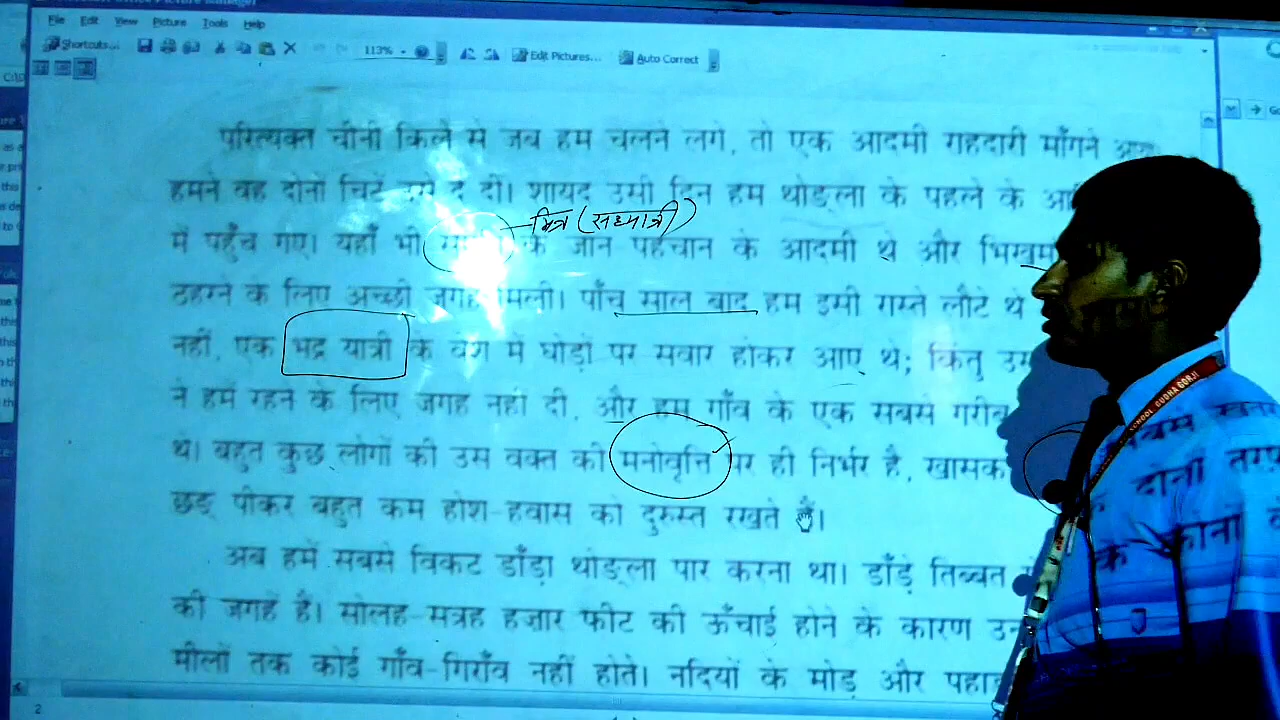 File Edit View Picture Tools Help
Shortcuts... 113% Edit Pictures... Auto Correct
परित्यक्त चीनी किले से जब हम चलने लगे, तो एक आदमी राहदारी माँगने
हमने वह दोनों चिटें दे दीं। शायद उसी दिन हम थोङ्ला के पहले के
मित्र (सहयात्री)
में पहुँच गए। यहाँ भी के जान पहचान के आदमी थे और
ठहरने के लिए अच्छी जगह मिली। पाँच साल बाद हम इसी रास्ते लौटे थे
नहीं, एक भद्र यात्री के वेश में घोड़ों पर सवार होकर आए थे; किंतु
ने हमें रहने के लिए जगह नहीं दी, और हम गाँव के एक सबसे गरीब
थे। बहुत कुछ लोगों की उस वक्त की मनोवृत्ति पर ही निर्भर है,
छङ् पीकर बहुत कम होश-हवास को दुरुस्त रखते हैं।
अब हमें सबसे विकट डाँड़ा थोङ्ला पार करना था। डाँड़े तिब्बत
की जगहें हैं। सोलह-सत्रह हज़ार फीट की ऊँचाई होने के कारण
मीलों तक कोई गाँव-गिराँव नहीं होते। नदियों के मोड़ और
2
SCHOOL GUDHA GORJI
दोनों
के कानों